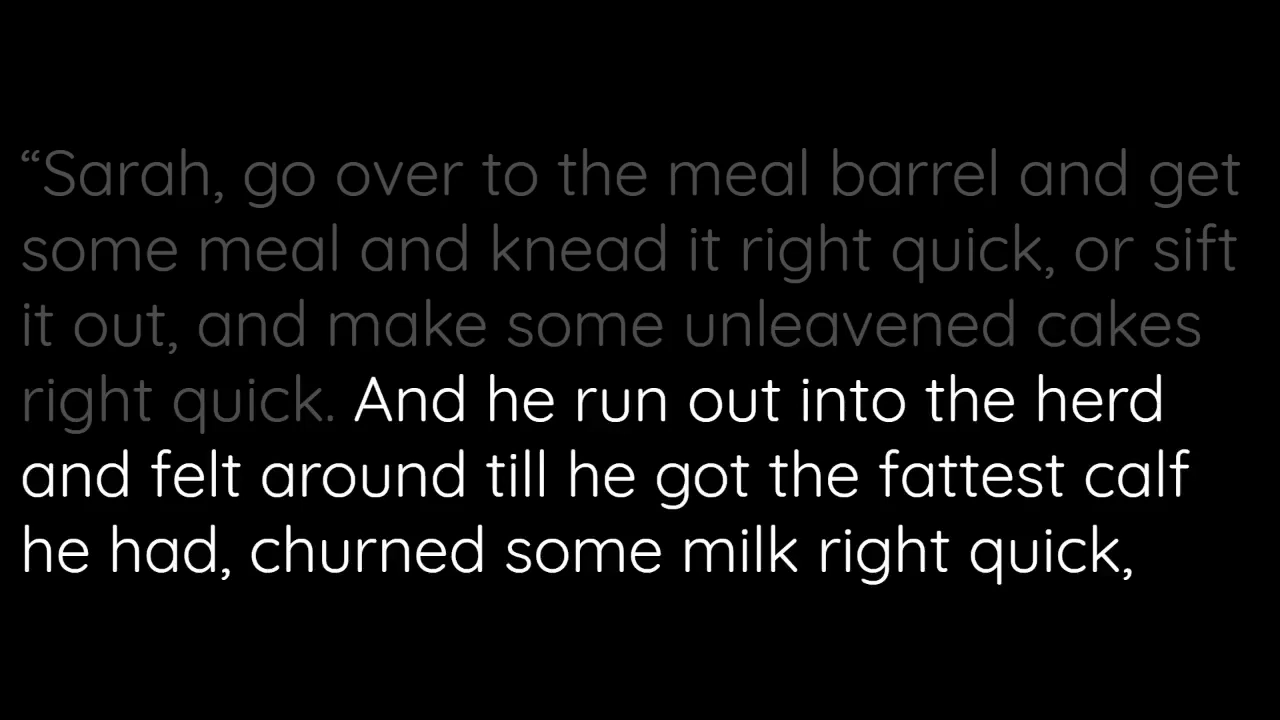 “Sarah, go over to the meal barrel and get
some meal and knead it right quick, or sift
it out, and make some unleavened cakes
right quick. And he run out into the herd
and felt around till he got the fattest calf
he had, churned some milk right quick,